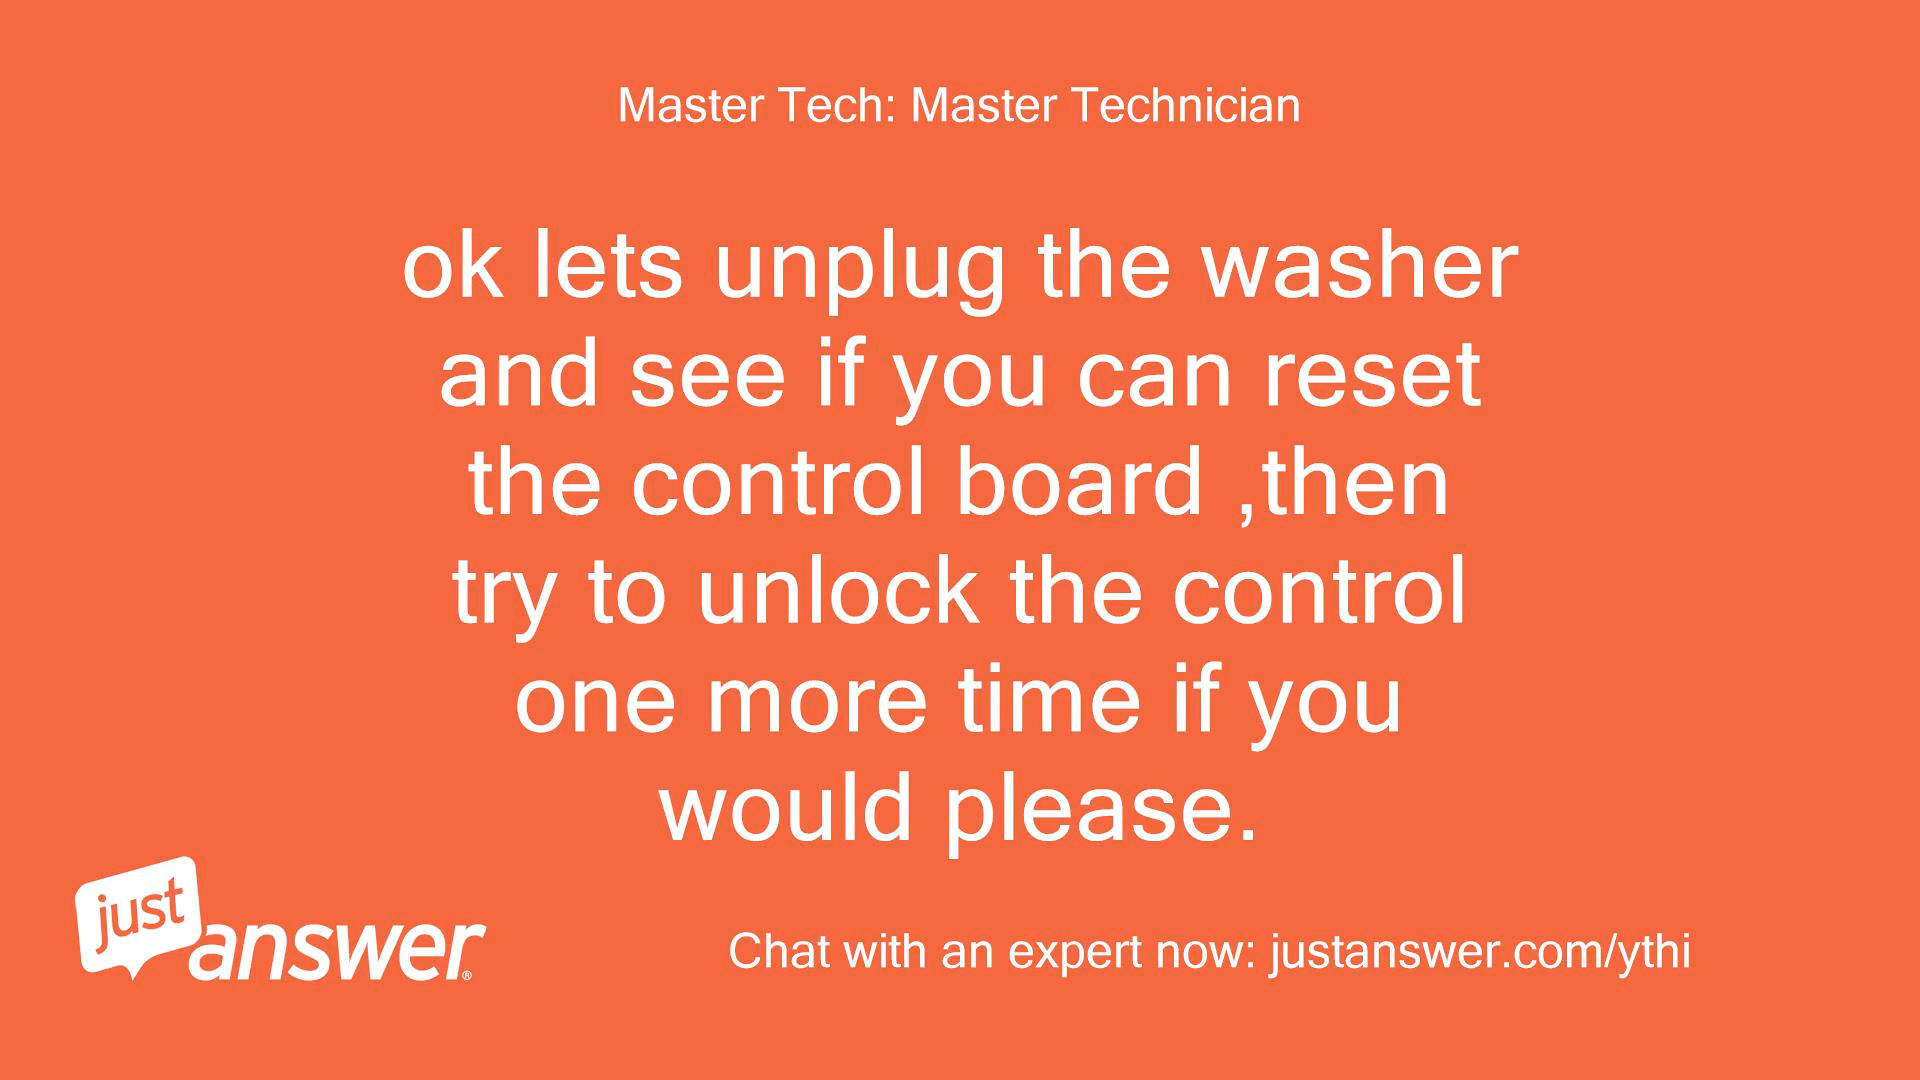 Master Tech: Master Technician
ok lets unplug the washer
and see if you can reset
the control board ,then
try to unlock the control
one more time if you
would please.
just
answer®
Chat with an expert now: justanswer.com/ythi